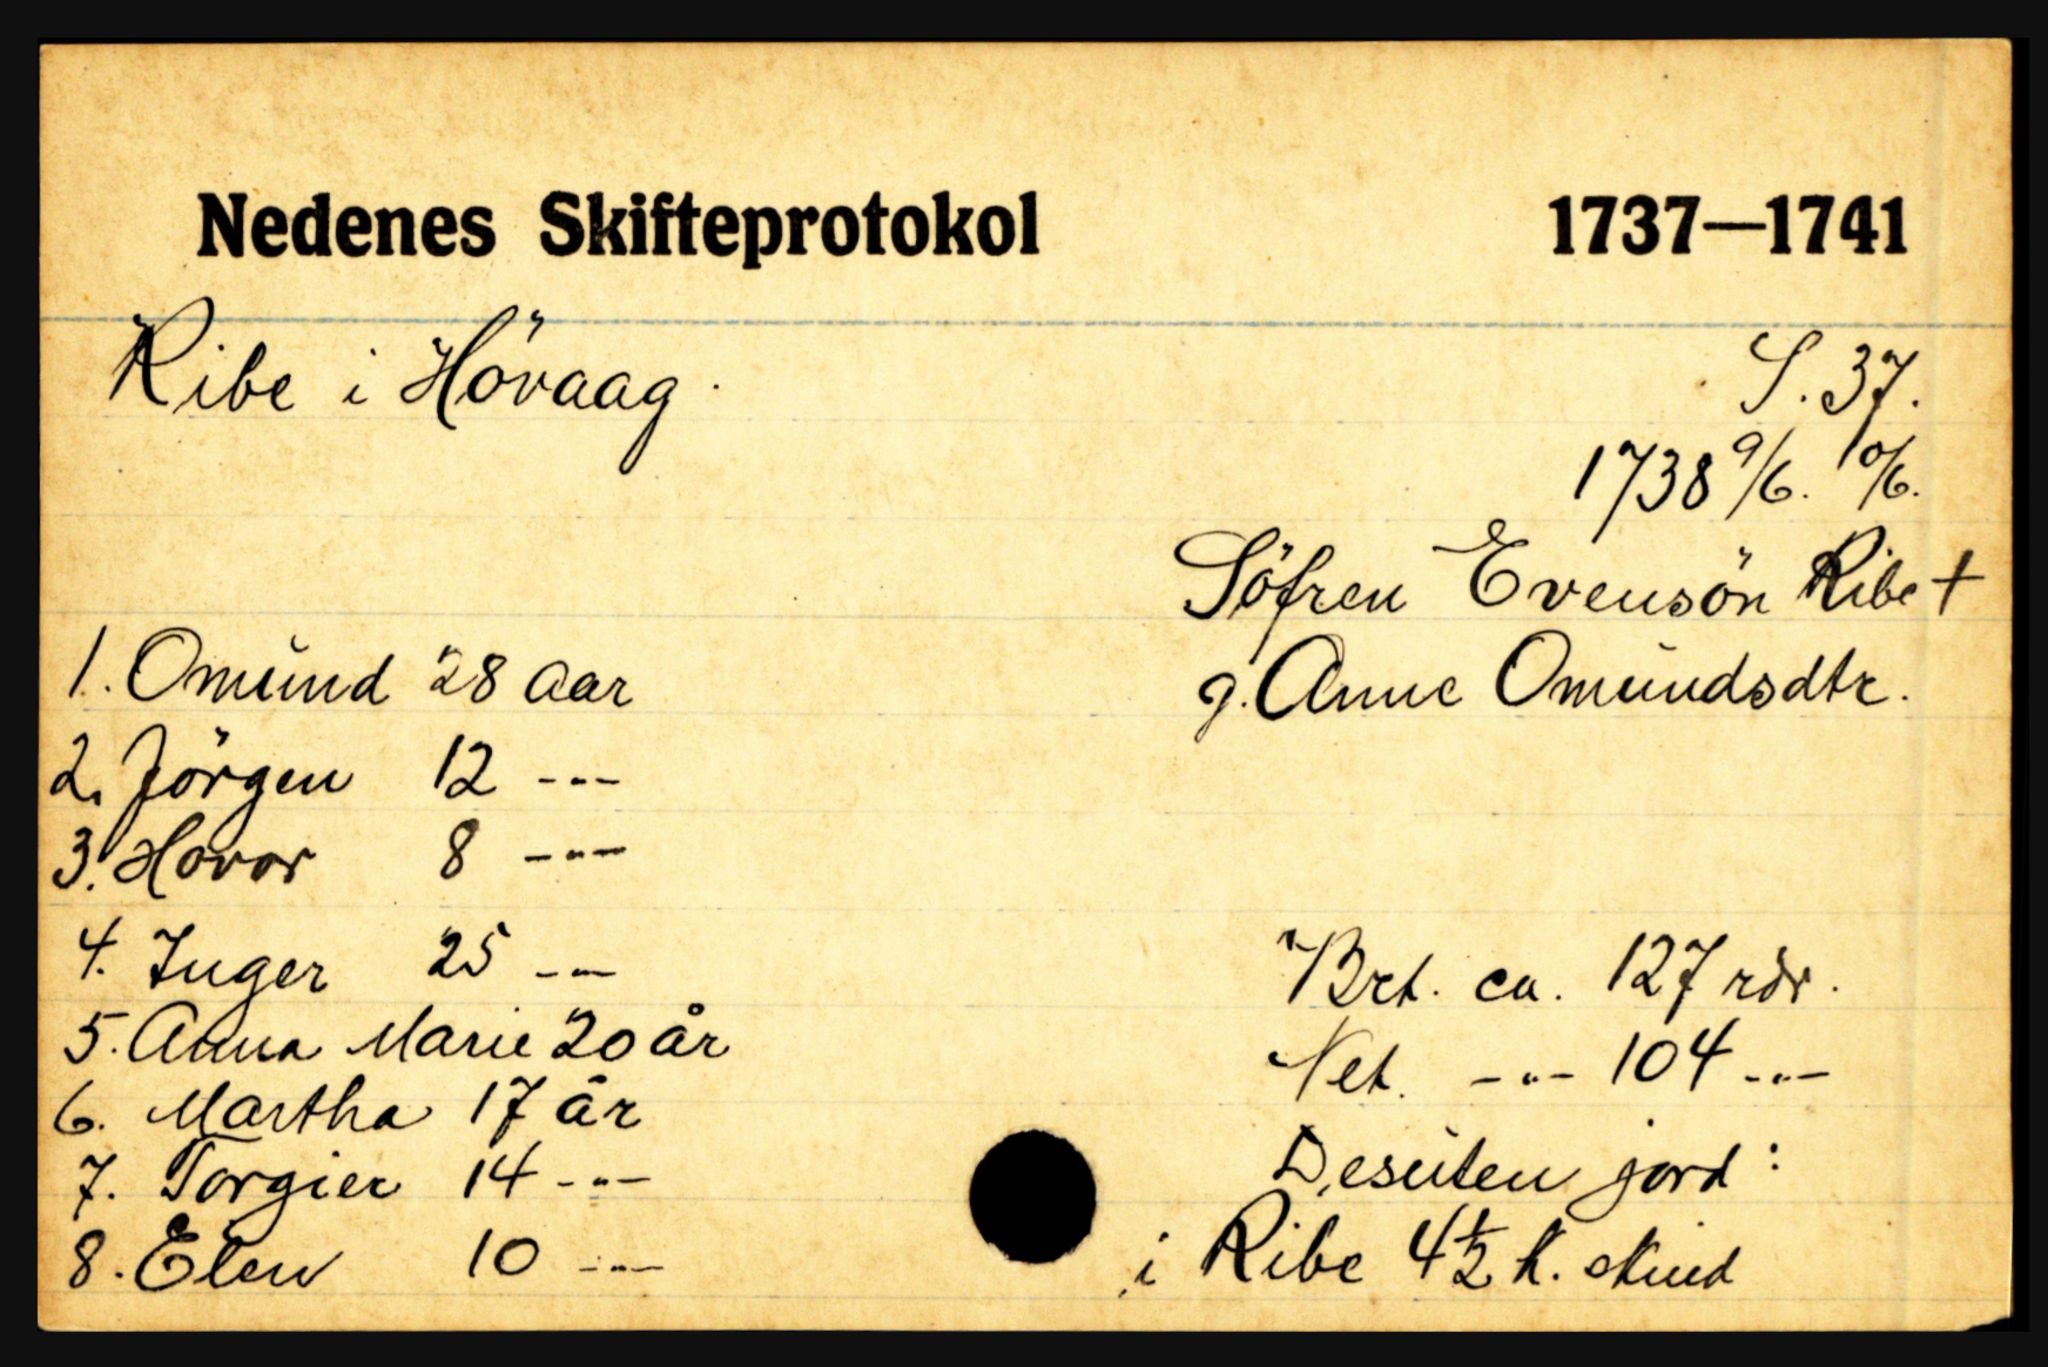 Nedenes Skifteprotokol 1737—1741
Ribe i Hövaag.
S. 37.
1738 9/6. 10/6.
Söfren Evensön Ribe +
g. Anne Omundsdtr.
1. Omund 28 Aar
2. Jörgen 12 -"-
3. Hovor 8 -"-
4. Inger 25 -"-
5. Anna Marie 20 år
6. Martha 17 år
7. Torgier 14 -"-
8. Elen 10 -"-
Brt. ca. 127 rdr.
Net. -"- 104 -"-
Desuten jord:
i Ribe 4½ k. skind